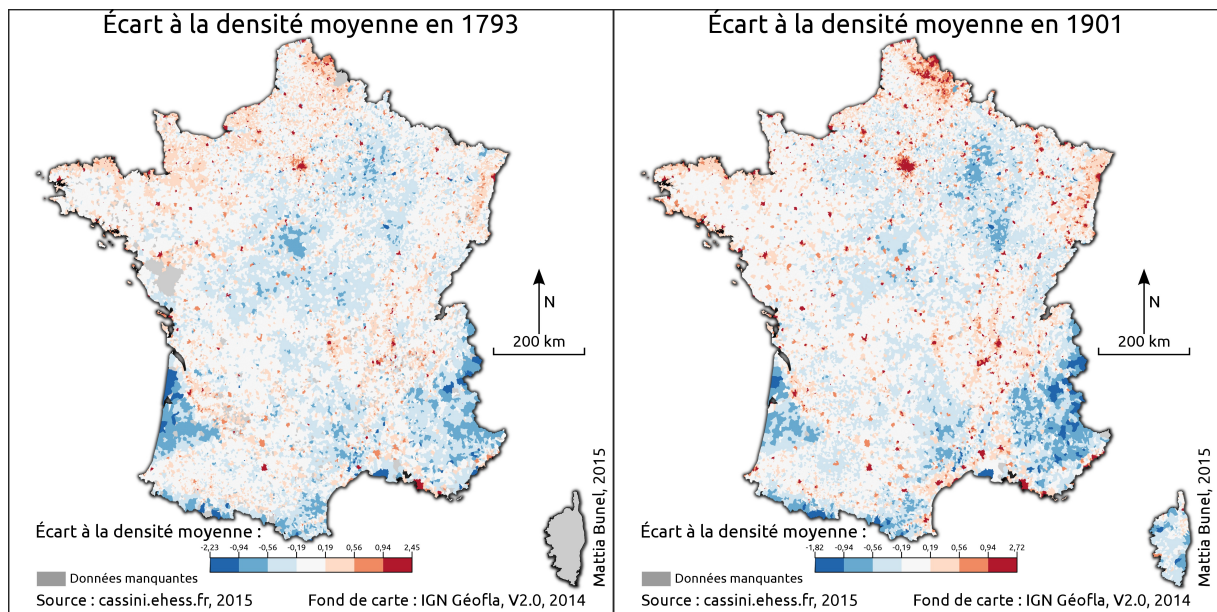 Écart à la densité moyenne en 1793
N
200 km
Écart à la densité moyenne :
-2,23 -0,94 -0,56 -0,19 0,19 0,56 0,94 2,45
Données manquantes
Source : cassini.ehess.fr, 2015 Fond de carte : IGN Géofla, V2.0, 2014
Mattia Bunel, 2015
Écart à la densité moyenne en 1901
N
200 km
Écart à la densité moyenne :
-1,82 -0,94 -0,56 -0,19 0,19 0,56 0,94 2,72
Données manquantes
Source : cassini.ehess.fr, 2015 Fond de carte : IGN Géofla, V2.0, 2014
Mattia Bunel, 2015